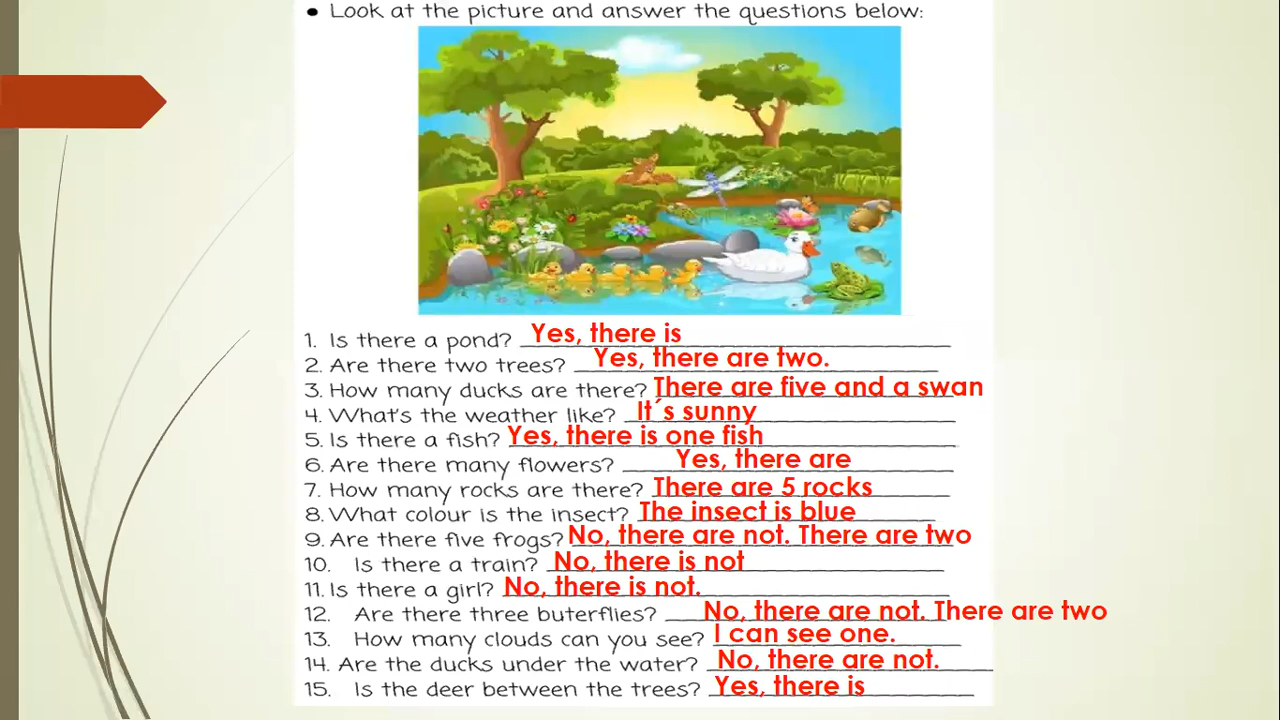 • Look at the picture and answer the questions below:
1. Is there a pond? Yes, there is
2. Are there two trees? Yes, there are two.
3. How many ducks are there? There are five and a swan
4. What's the weather like? It´s sunny
5. Is there a fish? Yes, there is one fish
6. Are there many flowers? Yes, there are
7. How many rocks are there? There are 5 rocks
8. What colour is the insect? The insect is blue
9. Are there five frogs? No, there are not. There are two
10. Is there a train? No, there is not
11. Is there a girl? No, there is not.
12. Are there three buterflies? No, there are not. There are two
13. How many clouds can you see? I can see one.
14. Are the ducks under the water? No, there are not.
15. Is the deer between the trees? Yes, there is